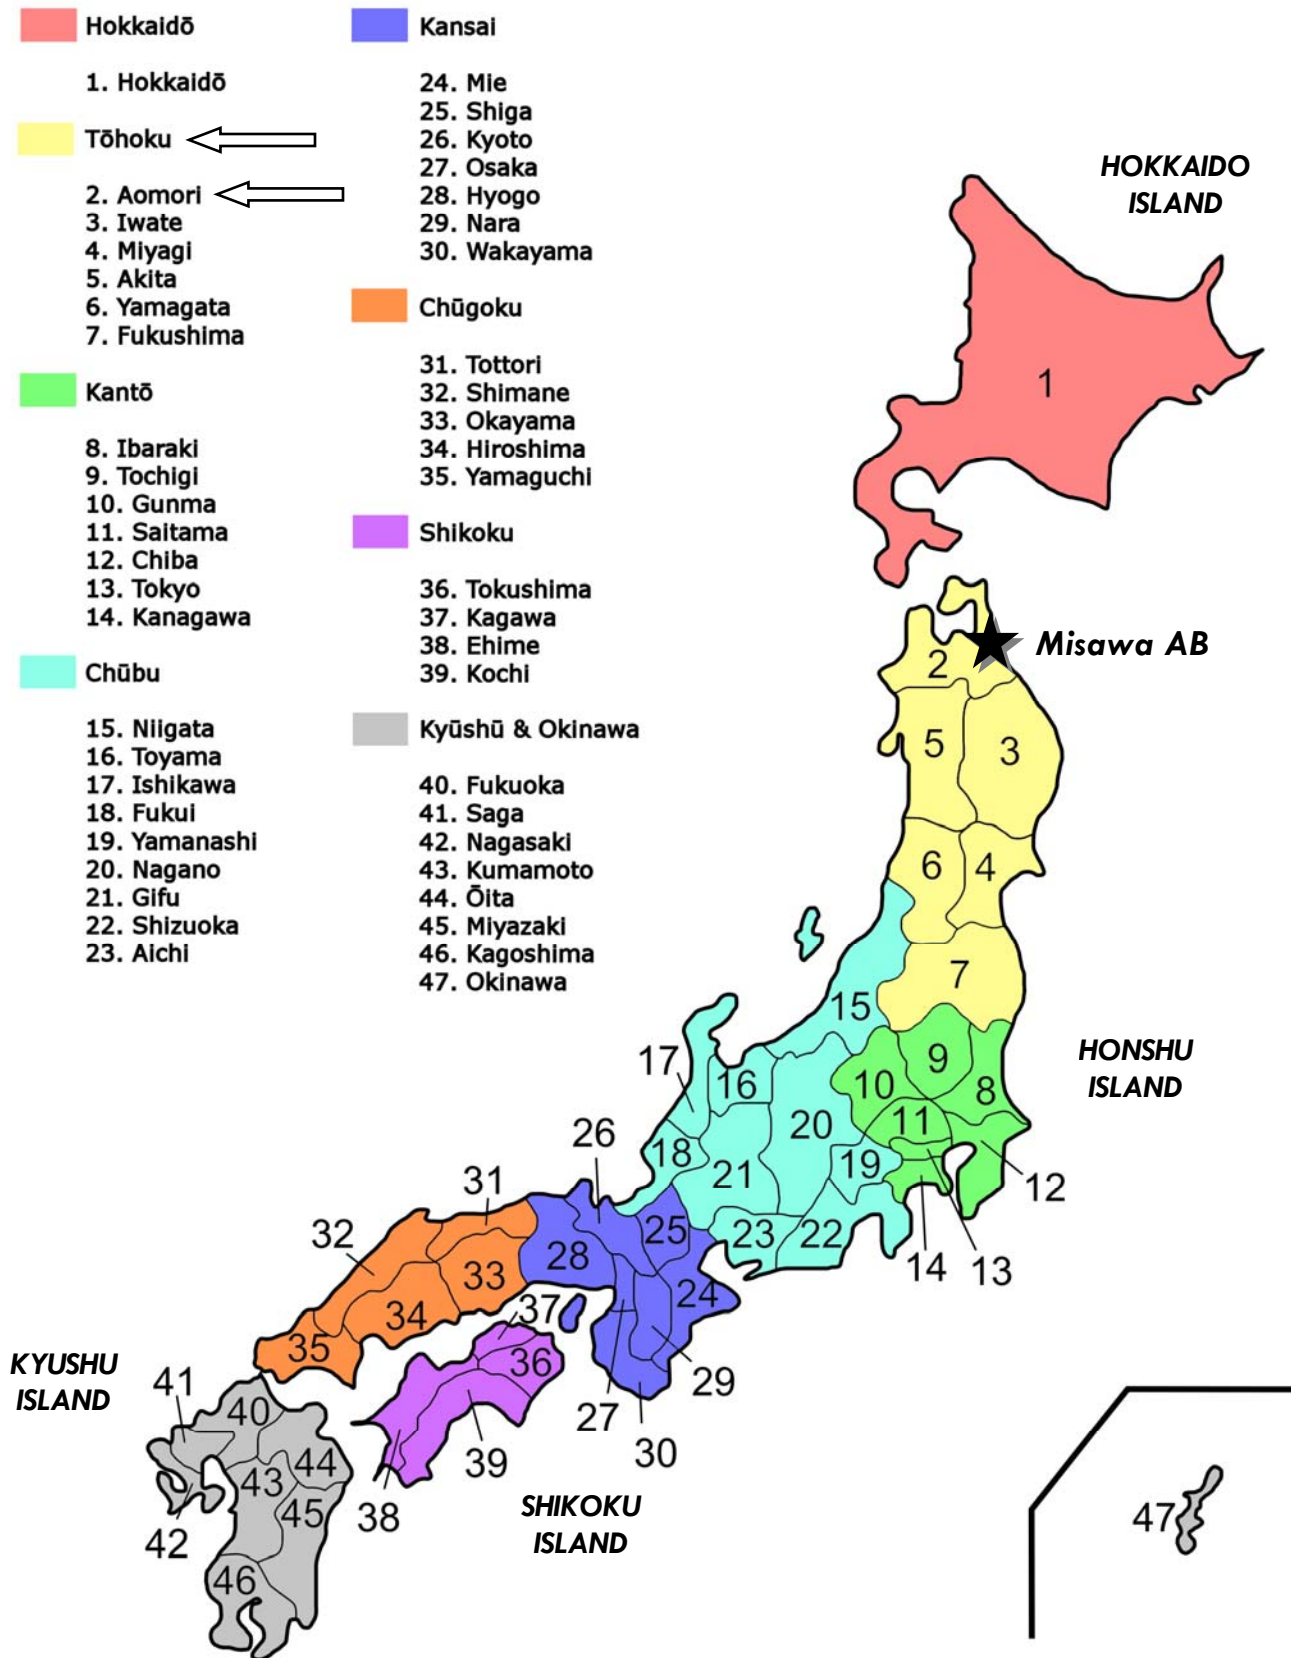 Hokkaidō
1. Hokkaidō
Tōhoku
2. Aomori
3. Iwate
4. Miyagi
5. Akita
6. Yamagata
7. Fukushima
Kantō
8. Ibaraki
9. Tochigi
10. Gunma
11. Saitama
12. Chiba
13. Tokyo
14. Kanagawa
Chūbu
15. Niigata
16. Toyama
17. Ishikawa
18. Fukui
19. Yamanashi
20. Nagano
21. Gifu
22. Shizuoka
23. Aichi
Kansai
24. Mie
25. Shiga
26. Kyoto
27. Osaka
28. Hyogo
29. Nara
30. Wakayama
Chūgoku
31. Tottori
32. Shimane
33. Okayama
34. Hiroshima
35. Yamaguchi
Shikoku
36. Tokushima
37. Kagawa
38. Ehime
39. Kochi
Kyūshū & Okinawa
40. Fukuoka
41. Saga
42. Nagasaki
43. Kumamoto
44. Ōita
45. Miyazaki
46. Kagoshima
47. Okinawa
HOKKAIDO
ISLAND
1
Misawa AB
2
5
3
6
4
7
15
HONSHU
ISLAND
17
16
10
9
8
20
11
26
18
21
19
12
31
32
25
23
22
28
14
13
33
24
34
37
35
36
KYUSHU
ISLAND
41
29
40
27
30
39
44
43
45
38
42
SHIKOKU
ISLAND
47
46